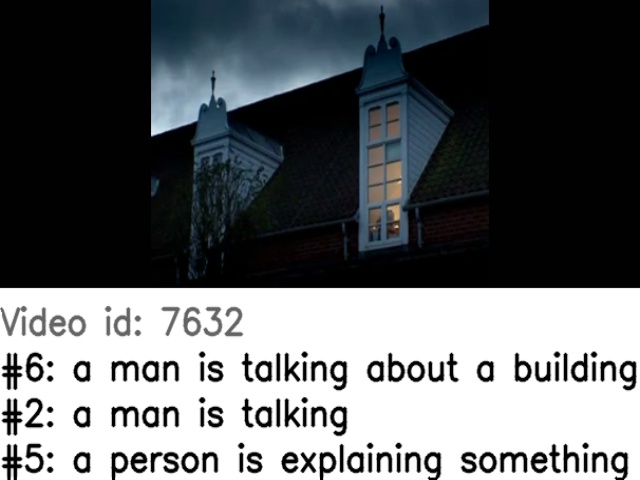 Video id: 7632
#6: a man is talking about a building
#2: a man is talking
#5: a person is explaining something